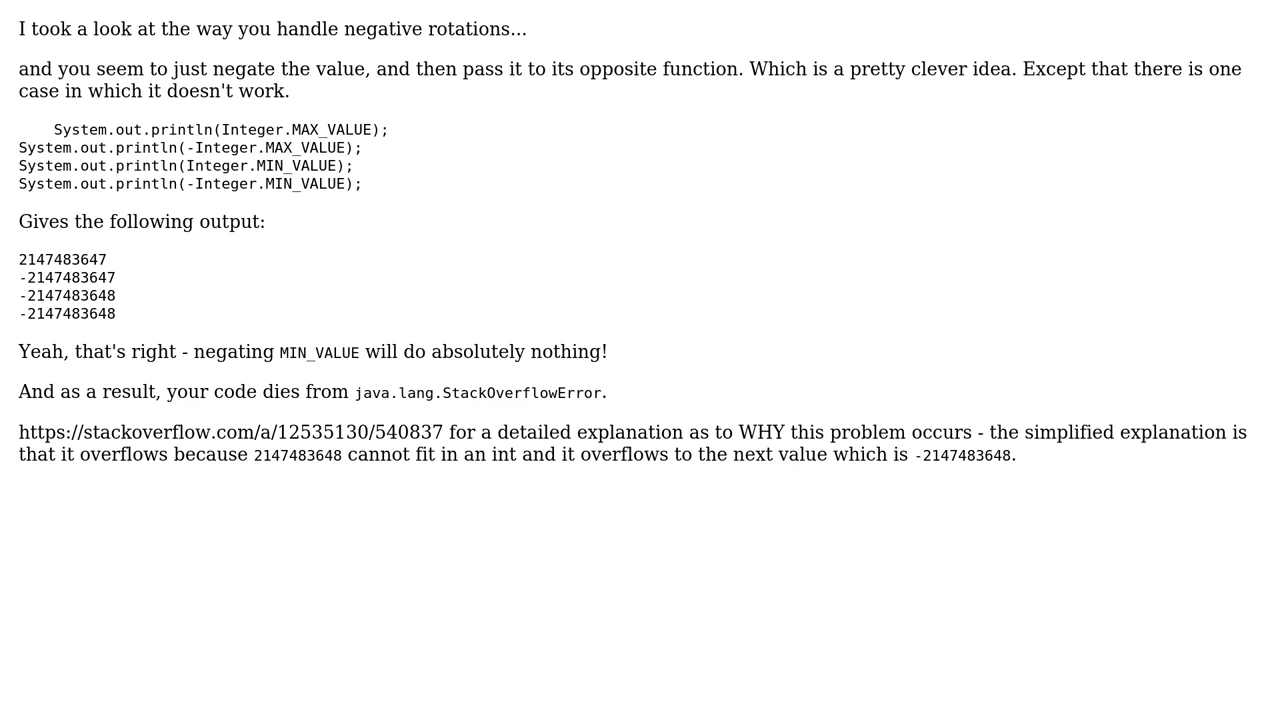 I took a look at the way you handle negative rotations...
and you seem to just negate the value, and then pass it to its opposite function. Which is a pretty clever idea. Except that there is one
case in which it doesn't work.
System.out.println(Integer.MAX_VALUE);
System.out.println(-Integer.MAX_VALUE);
System.out.println(Integer.MIN_VALUE);
System.out.println(-Integer.MIN_VALUE);
Gives the following output:
2147483647
-2147483647
-2147483648
-2147483648
Yeah, that's right - negating MIN_VALUE will do absolutely nothing!
And as a result, your code dies from java.lang.StackOverflowError.
https://stackoverflow.com/a/12535130/540837 for a detailed explanation as to WHY this problem occurs - the simplified explanation is
that it overflows because 2147483648 cannot fit in an int and it overflows to the next value which is -2147483648.